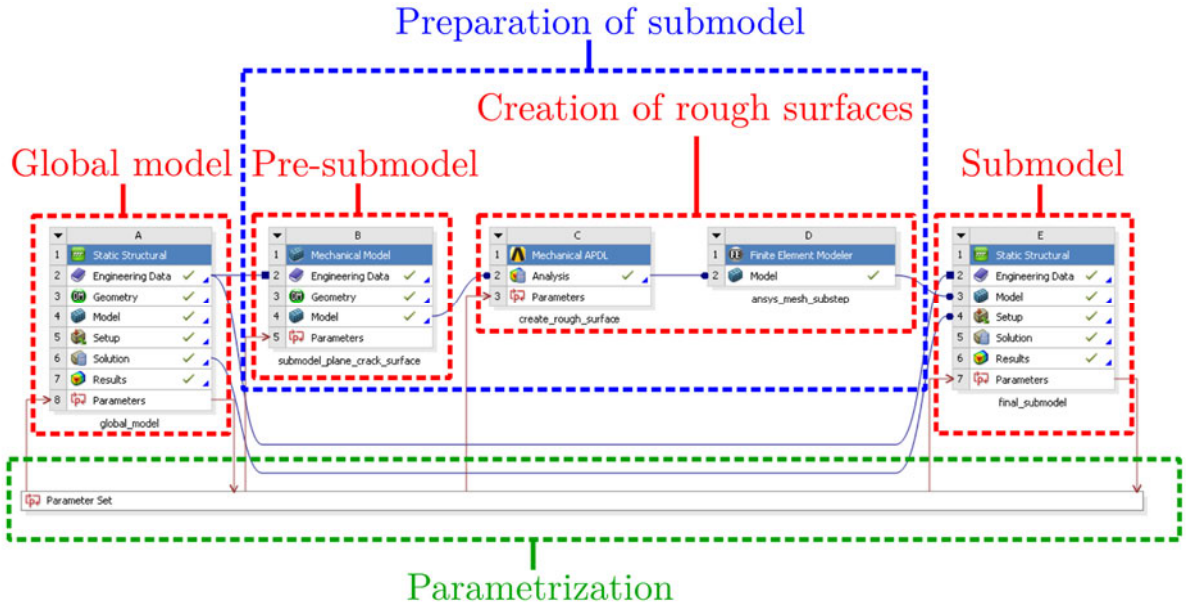 Preparation of submodel
Creation of rough surfaces
Global model
Pre-submodel
Submodel
A
1 Static Structural
2 Engineering Data
3 Geometry
4 Model
5 Setup
6 Solution
7 Results
8 Parameters
global_model
B
1 Mechanical Model
2 Engineering Data
3 Geometry
4 Model
5 Parameters
submodel_plane_crack_surface
C
1 Mechanical APDL
2 Analysis
3 Parameters
create_rough_surface
D
1 Finite Element Modeler
2 Model
ansys_mesh_substep
E
1 Static Structural
2 Engineering Data
3 Model
4 Setup
5 Solution
6 Results
7 Parameters
final_submodel
Parameter Set
Parametrization